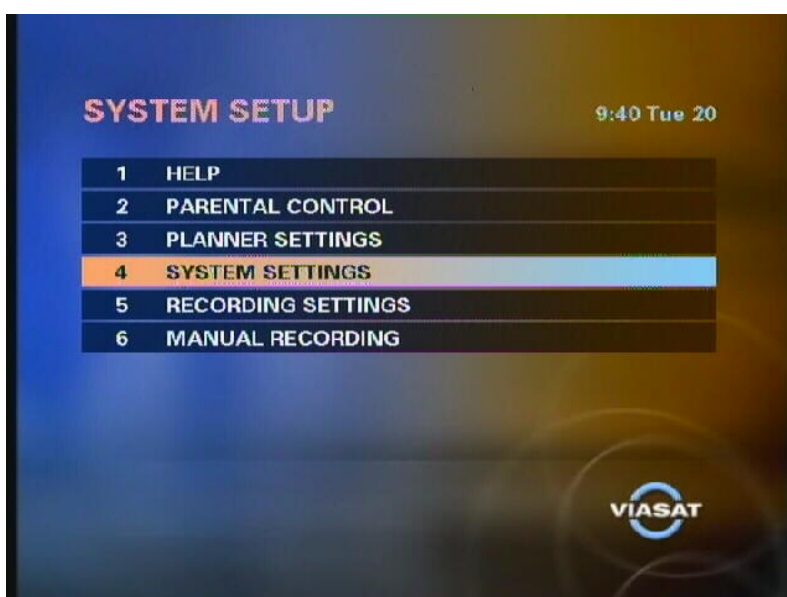 SYSTEM SETUP
9:40 Tue 20
1 HELP
2 PARENTAL CONTROL
3 PLANNER SETTINGS
4 SYSTEM SETTINGS
5 RECORDING SETTINGS
6 MANUAL RECORDING
VIASAT